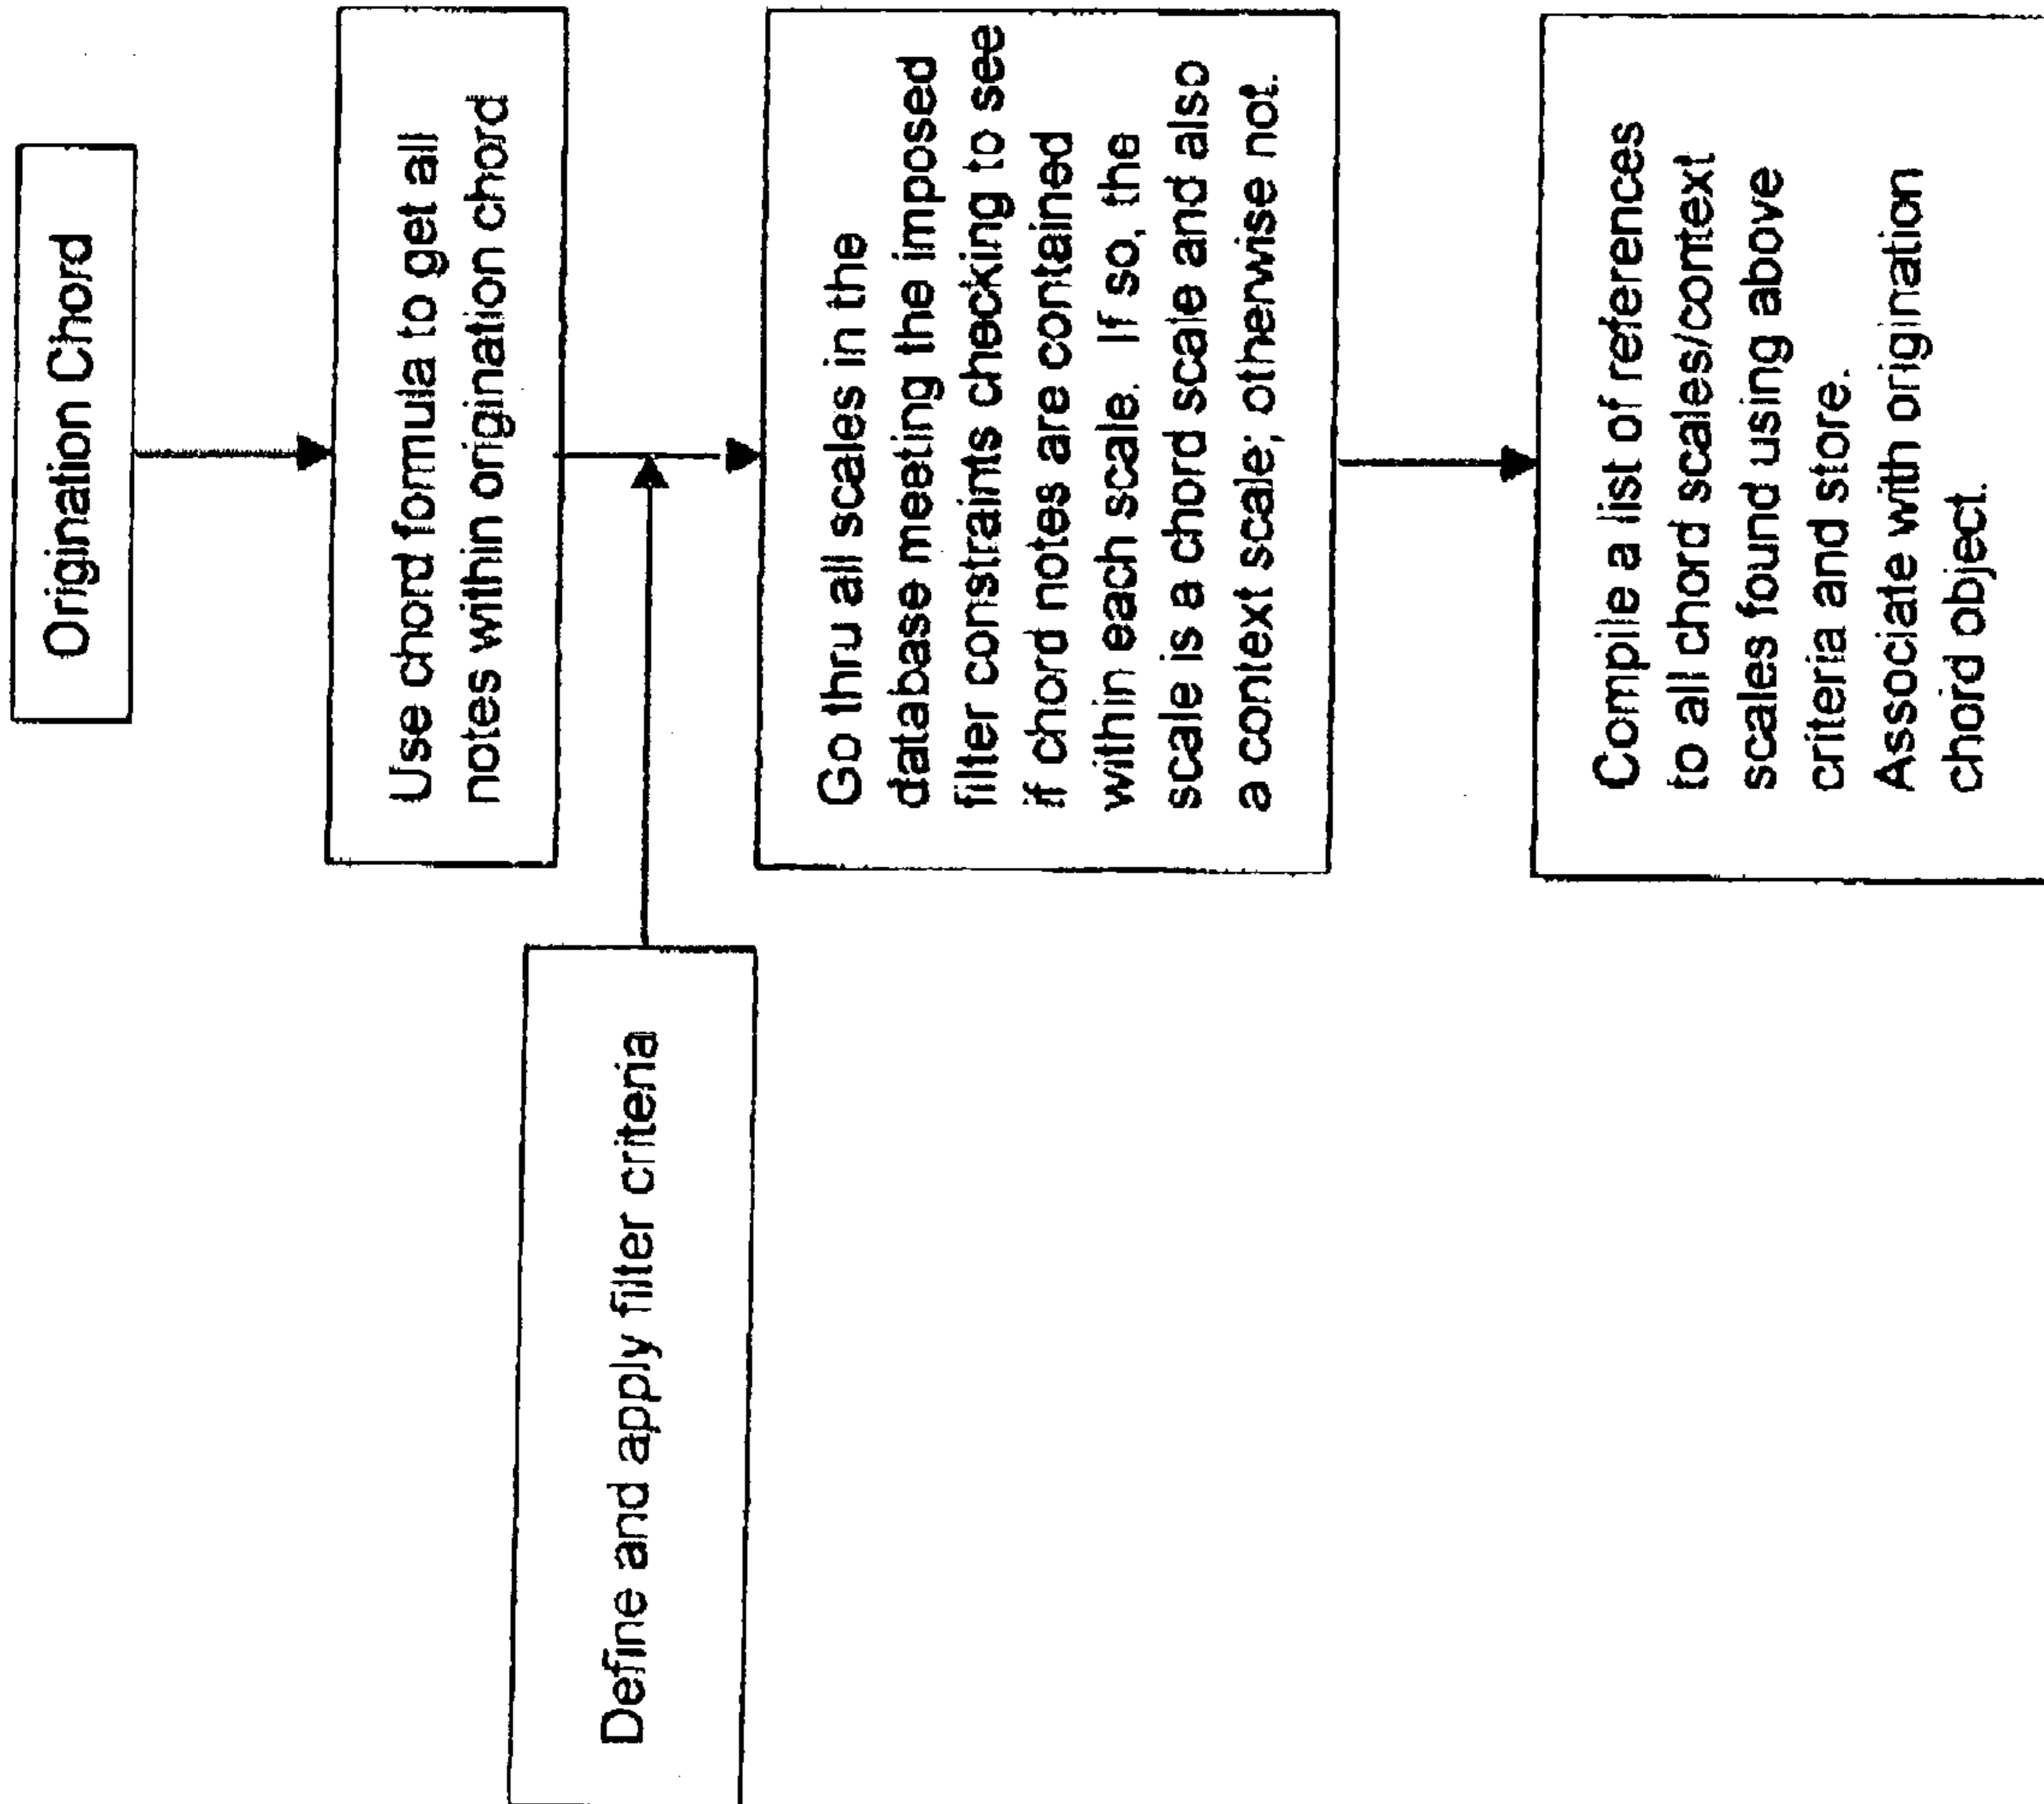 Origination Chord
Use chord formula to get all
notes within origination chord
Define and apply filter criteria
Go thru all scales in the
database meeting the imposed
filter constraints checking to see
if chord notes are contained
within each scale. If so, the
scale is a chord scale and also
a context scale; otherwise not.
Compile a list of references
to all chord scales/context
scales found using above
criteria and store.
Associate with origination
chord object.